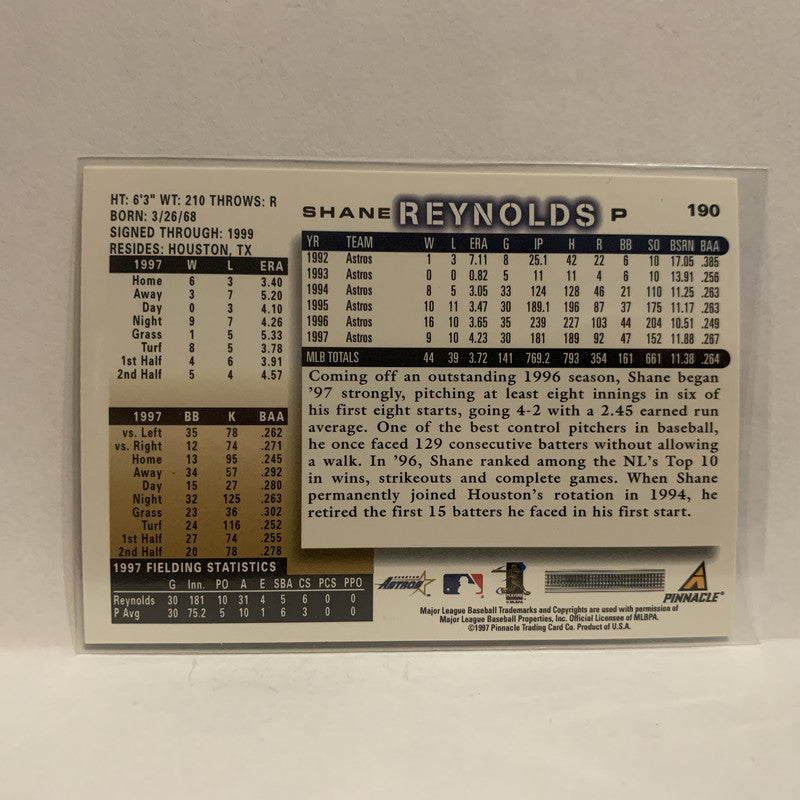 HT: 6'3" WT: 210 THROWS: R
BORN: 3/26/68
SIGNED THROUGH: 1999
RESIDES: HOUSTON, TX
1997 W L ERA
Home 6 3 3.40
Away 3 7 5.20
Day 0 3 4.10
Night 9 7 4.26
Grass 1 5 5.33
Turf 8 5 3.78
1st Half 4 6 3.91
2nd Half 5 4 4.57
1997 BB K BAA
vs. Left 35 78 .262
vs. Right 12 74 .271
Home 13 95 .245
Away 34 57 .292
Day 15 27 .280
Night 32 125 .263
Grass 23 36 .302
Turf 24 116 .252
1st Half 27 74 .255
2nd Half 20 78 .278
1997 FIELDING STATISTICS
G Inn. PO A E SBA CS PCS PPO
Reynolds 30 181 10 31 4 5 6 0 0
P Avg 30 75.2 5 10 1 6 3 0 0
SHANE REYNOLDS P 190
YR TEAM W L ERA G IP H R BB SO BSRN BAA
1992 Astros 1 3 7.11 8 25.1 42 22 6 10 17.05 .385
1993 Astros 0 0 0.82 5 11 11 4 6 10 13.91 .256
1994 Astros 8 5 3.05 33 124 128 46 21 110 11.25 .263
1995 Astros 10 11 3.47 30 189.1 196 87 37 175 11.17 .263
1996 Astros 16 10 3.65 35 239 227 103 44 204 10.51 .249
1997 Astros 9 10 4.23 30 181 189 92 47 152 11.88 .267
MLB TOTALS 44 39 3.72 141 769.2 793 354 161 661 11.38 .264
Coming off an outstanding 1996 season, Shane began
'97 strongly, pitching at least eight innings in six of
his first eight starts, going 4-2 with a 2.45 earned run
average. One of the best control pitchers in baseball,
he once faced 129 consecutive batters without allowing
a walk. In '96, Shane ranked among the NL's Top 10
in wins, strikeouts and complete games. When Shane
permanently joined Houston's rotation in 1994, he
retired the first 15 batters he faced in his first start.
ASTROS
PINNACLE
Major League Baseball Trademarks and Copyrights are used with permission of
Major League Baseball Properties, Inc. Official Licensee of MLBPA.
©1997 Pinnacle Trading Card Co. Product of U.S.A.